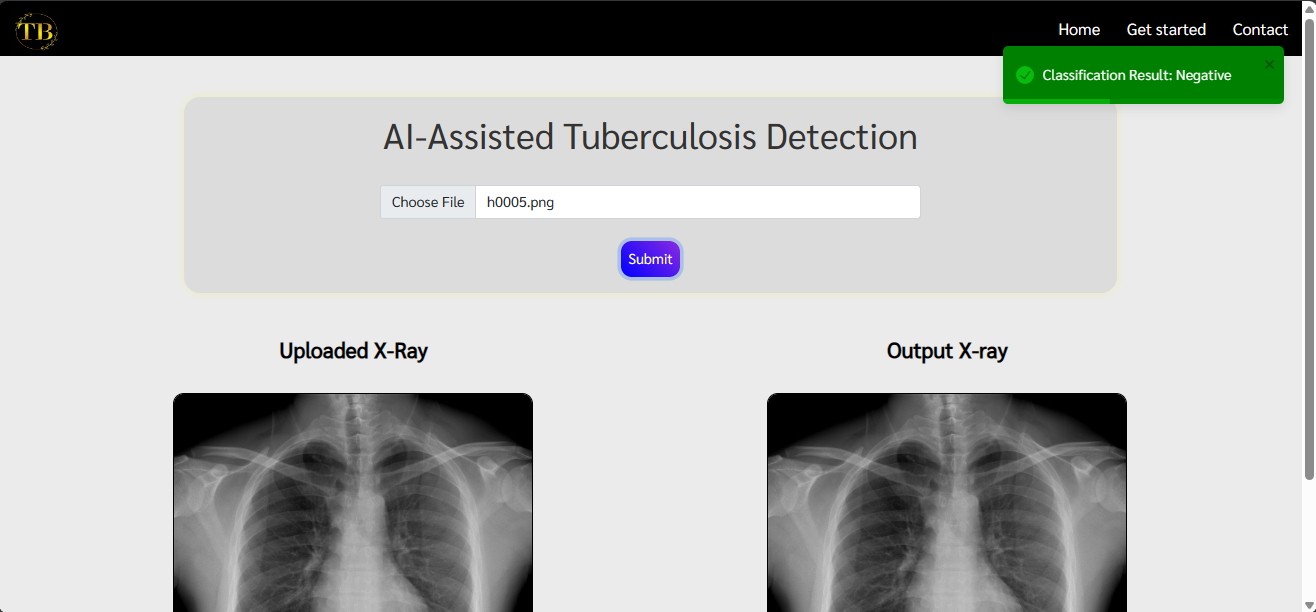 TB
Home Get started Contact
Classification Result: Negative
AI-Assisted Tuberculosis Detection
Choose File h0005.png
Submit
Uploaded X-Ray Output X-ray